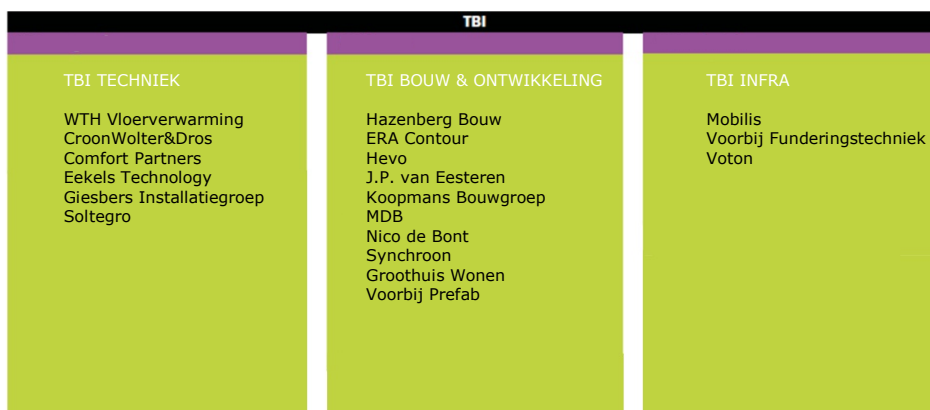 TBI
TBI TECHNIEK
WTH Vloerverwarming
CroonWolter&Dros
Comfort Partners
Eekels Technology
Giesbers Installatiegroep
Soltegro
TBI BOUW & ONTWIKKELING
Hazenberg Bouw
ERA Contour
Hevo
J.P. van Eesteren
Koopmans Bouwgroep
MDB
Nico de Bont
Synchroon
Groothuis Wonen
Voorbij Prefab
TBI INFRA
Mobilis
Voorbij Funderingstechniek
Voton